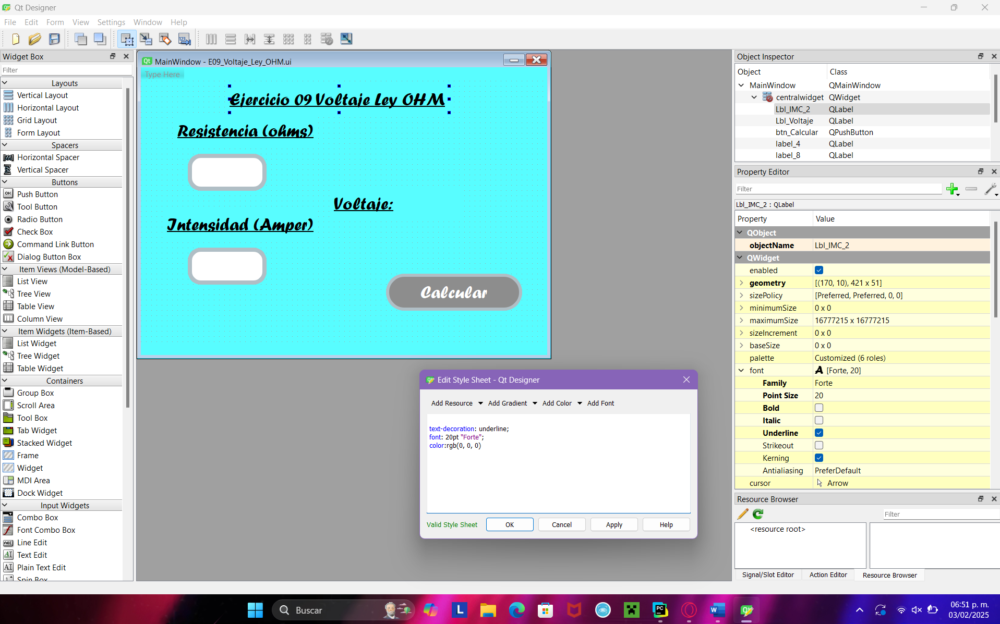 Qt Designer
File Edit Form View Settings Window Help
Widget Box
Filter
Layouts
Vertical Layout
Horizontal Layout
Grid Layout
Form Layout
Spacers
Horizontal Spacer
Vertical Spacer
Buttons
Push Button
Tool Button
Radio Button
Check Box
Command Link Button
Dialog Button Box
Item Views (Model-Based)
List View
Tree View
Table View
Column View
Item Widgets (Item-Based)
List Widget
Tree Widget
Table Widget
Containers
Group Box
Scroll Area
Tool Box
Tab Widget
Stacked Widget
Frame
Widget
MDI Area
Dock Widget
Input Widgets
Combo Box
Font Combo Box
Line Edit
Text Edit
Plain Text Edit
Spin Box
MainWindow - E09_Voltaje_Ley_OHM.ui
Type Here
Ejercicio 09 Voltaje Ley OHM
Resistencia (ohms)
Voltaje:
Intensidad (Amper)
Calcular
Edit Style Sheet - Qt Designer
Add Resource Add Gradient Add Color Add Font
text-decoration: underline;
font: 20pt "Forte";
color:rgb(0, 0, 0)
Valid Style Sheet OK Cancel Apply Help
Object Inspector
Object Class
MainWindow QMainWindow
centralwidget QWidget
Lbl_IMC_2 QLabel
Lbl_Voltaje QLabel
btn_Calcular QPushButton
label_4 QLabel
label_8 QLabel
Property Editor
Filter
Lbl_IMC_2 : QLabel
Property Value
QObject
objectName Lbl_IMC_2
QWidget
enabled
geometry [(170, 10), 421 x 51]
sizePolicy [Preferred, Preferred, 0, 0]
minimumSize 0 x 0
maximumSize 16777215 x 16777215
sizeIncrement 0 x 0
baseSize 0 x 0
palette Customized (6 roles)
font A [Forte, 20]
Family Forte
Point Size 20
Bold
Italic
Underline
Strikeout
Kerning
Antialiasing PreferDefault
cursor Arrow
Resource Browser
Filter
<resource root>
Signal/Slot Editor Action Editor Resource Browser
Buscar
06:51 p. m.
03/02/2025